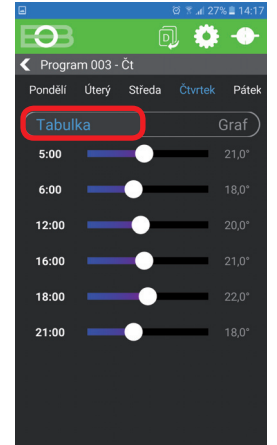 27% 14:17
EOB
Program 003 - Čt
Pondělí Úterý Středa Čtvrtek Pátek
Tabulka Graf
5:00 21,0°
6:00 18,0°
12:00 20,0°
16:00 21,0°
18:00 22,0°
21:00 18,0°